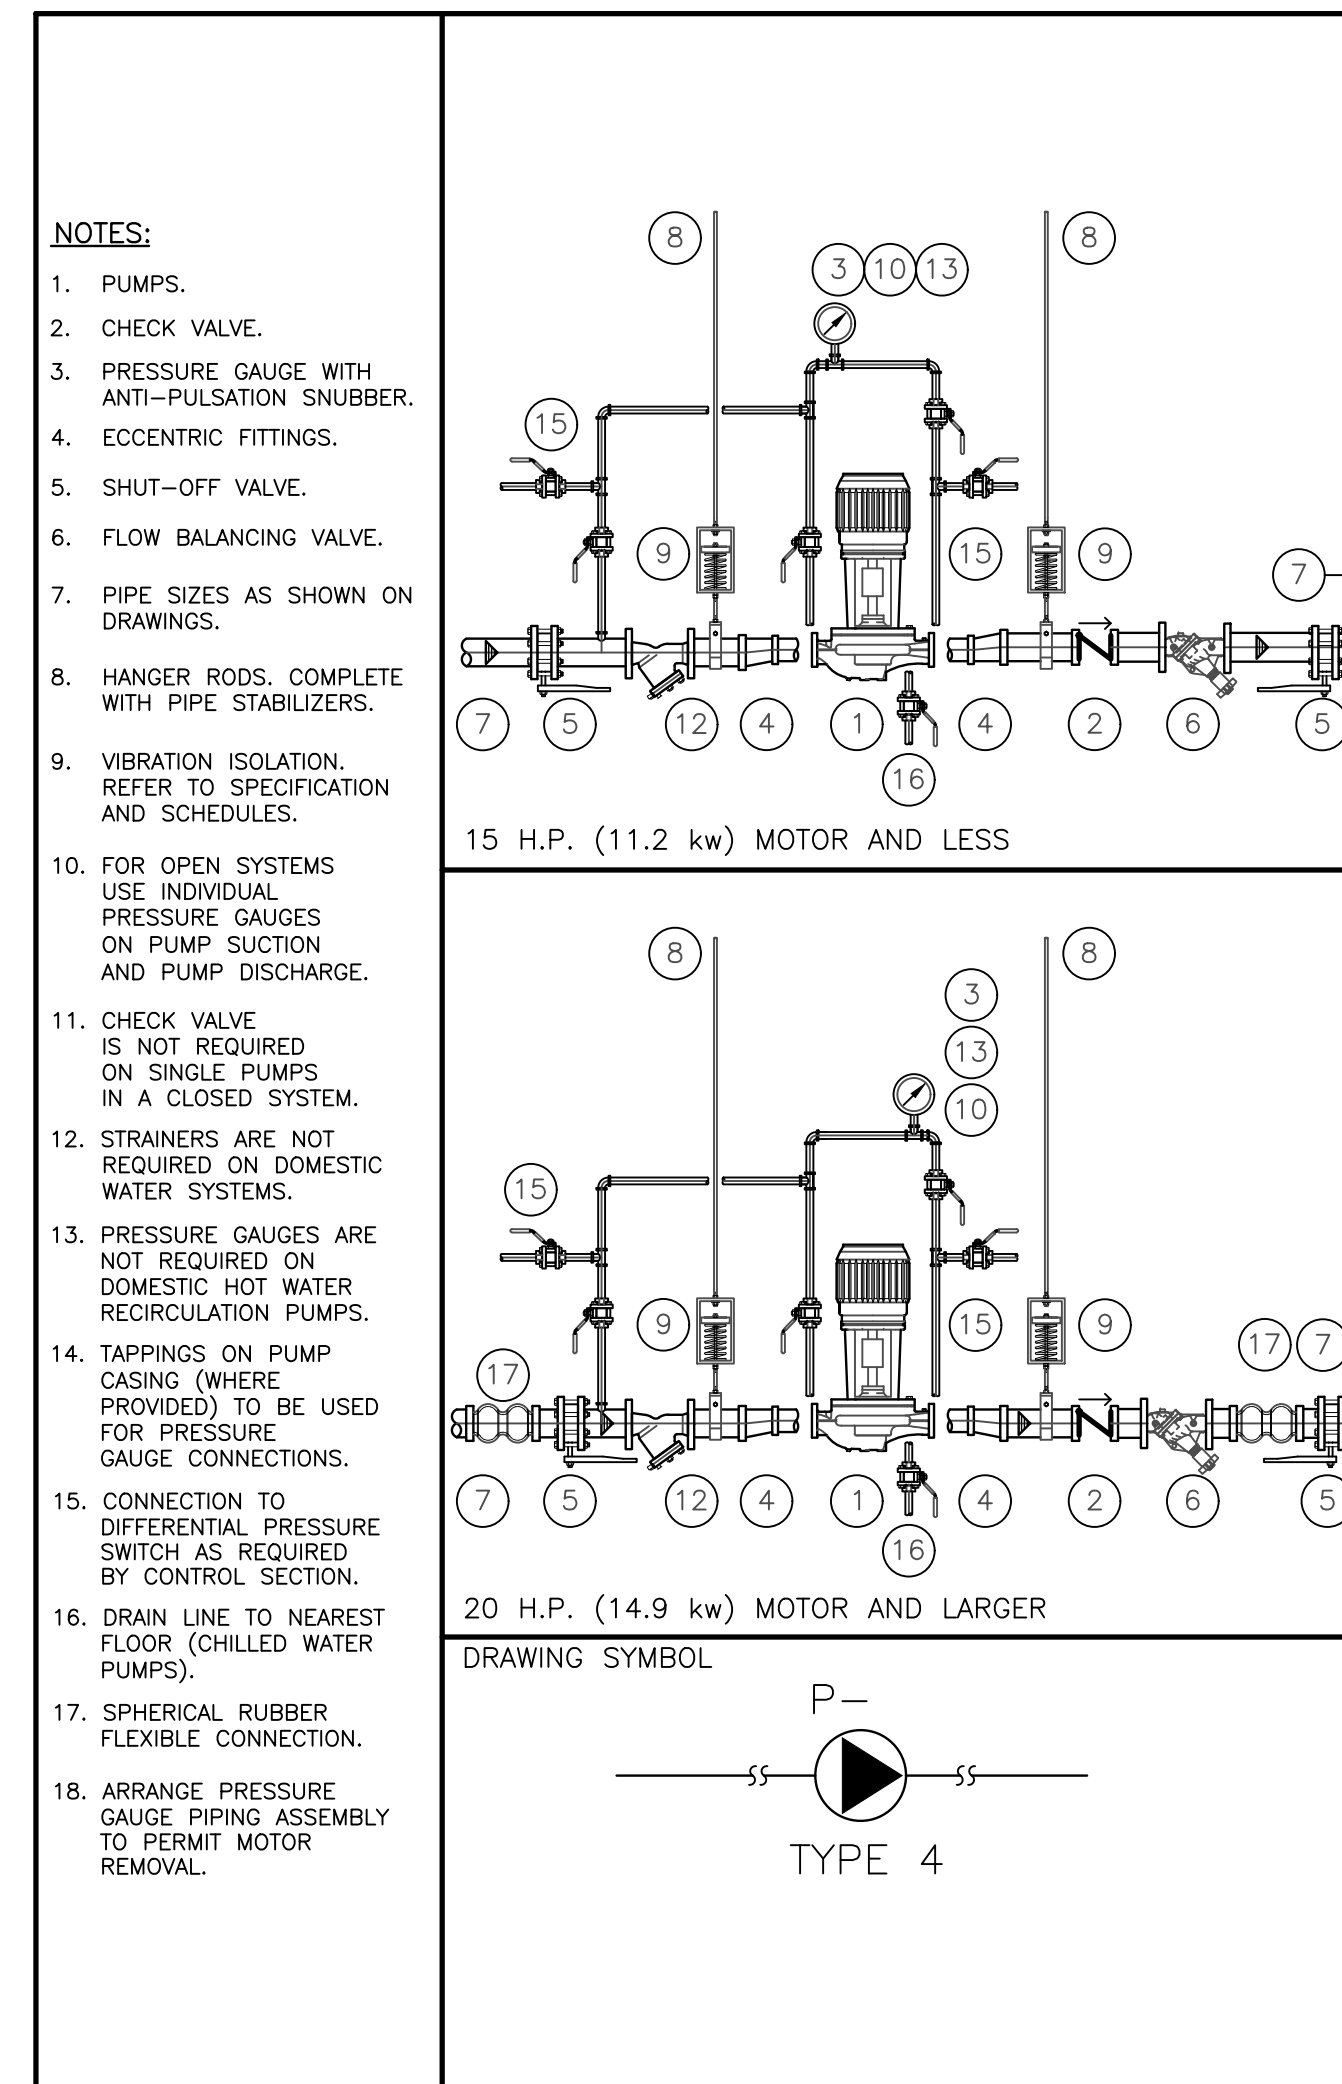 NOTES:
1. PUMPS.
2. CHECK VALVE.
3. PRESSURE GAUGE WITH
ANTI-PULSATION SNUBBER.
4. ECCENTRIC FITTINGS.
5. SHUT-OFF VALVE.
6. FLOW BALANCING VALVE.
7. PIPE SIZES AS SHOWN ON
DRAWINGS.
8. HANGER RODS. COMPLETE
WITH PIPE STABILIZERS.
9. VIBRATION ISOLATION.
REFER TO SPECIFICATION
AND SCHEDULES.
10. FOR OPEN SYSTEMS
USE INDIVIDUAL
PRESSURE GAUGES
ON PUMP SUCTION
AND PUMP DISCHARGE.
11. CHECK VALVE
IS NOT REQUIRED
ON SINGLE PUMPS
IN A CLOSED SYSTEM.
12. STRAINERS ARE NOT
REQUIRED ON DOMESTIC
WATER SYSTEMS.
13. PRESSURE GAUGES ARE
NOT REQUIRED ON
DOMESTIC HOT WATER
RECIRCULATION PUMPS.
14. TAPPINGS ON PUMP
CASING (WHERE
PROVIDED) TO BE USED
FOR PRESSURE
GAUGE CONNECTIONS.
15. CONNECTION TO
DIFFERENTIAL PRESSURE
SWITCH AS REQUIRED
BY CONTROL SECTION.
16. DRAIN LINE TO NEAREST
FLOOR (CHILLED WATER
PUMPS).
17. SPHERICAL RUBBER
FLEXIBLE CONNECTION.
18. ARRANGE PRESSURE
GAUGE PIPING ASSEMBLY
TO PERMIT MOTOR
REMOVAL.
8 8
3 10 13
15
9 15 9
7
7 5 12 4 1 4 2 6 5
16
15 H.P. (11.2 kw) MOTOR AND LESS
8 8
3
13
10
15
9 15 9
17 7
17
7 5 12 4 1 4 2 6 5
16
20 H.P. (14.9 kw) MOTOR AND LARGER
DRAWING SYMBOL
P-
TYPE 4